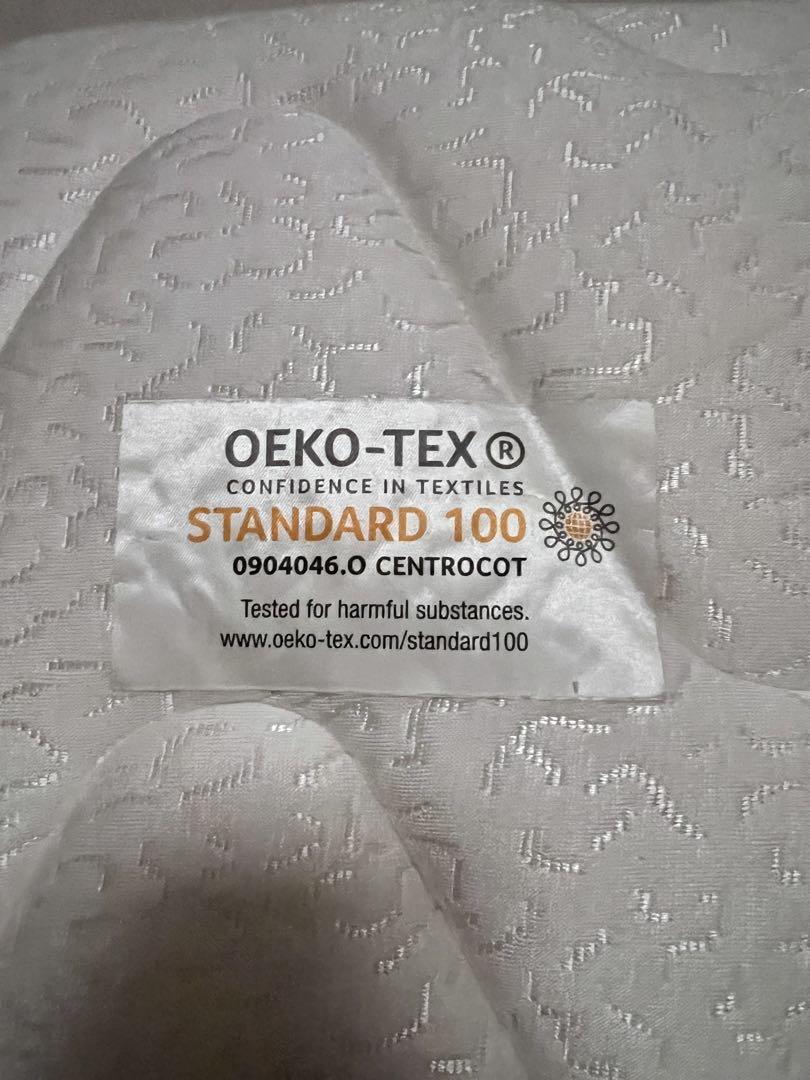 OEKO-TEX®
CONFIDENCE IN TEXTILES
STANDARD 100
0904046.O CENTROCOT
Tested for harmful substances.
www.oeko-tex.com/standard100